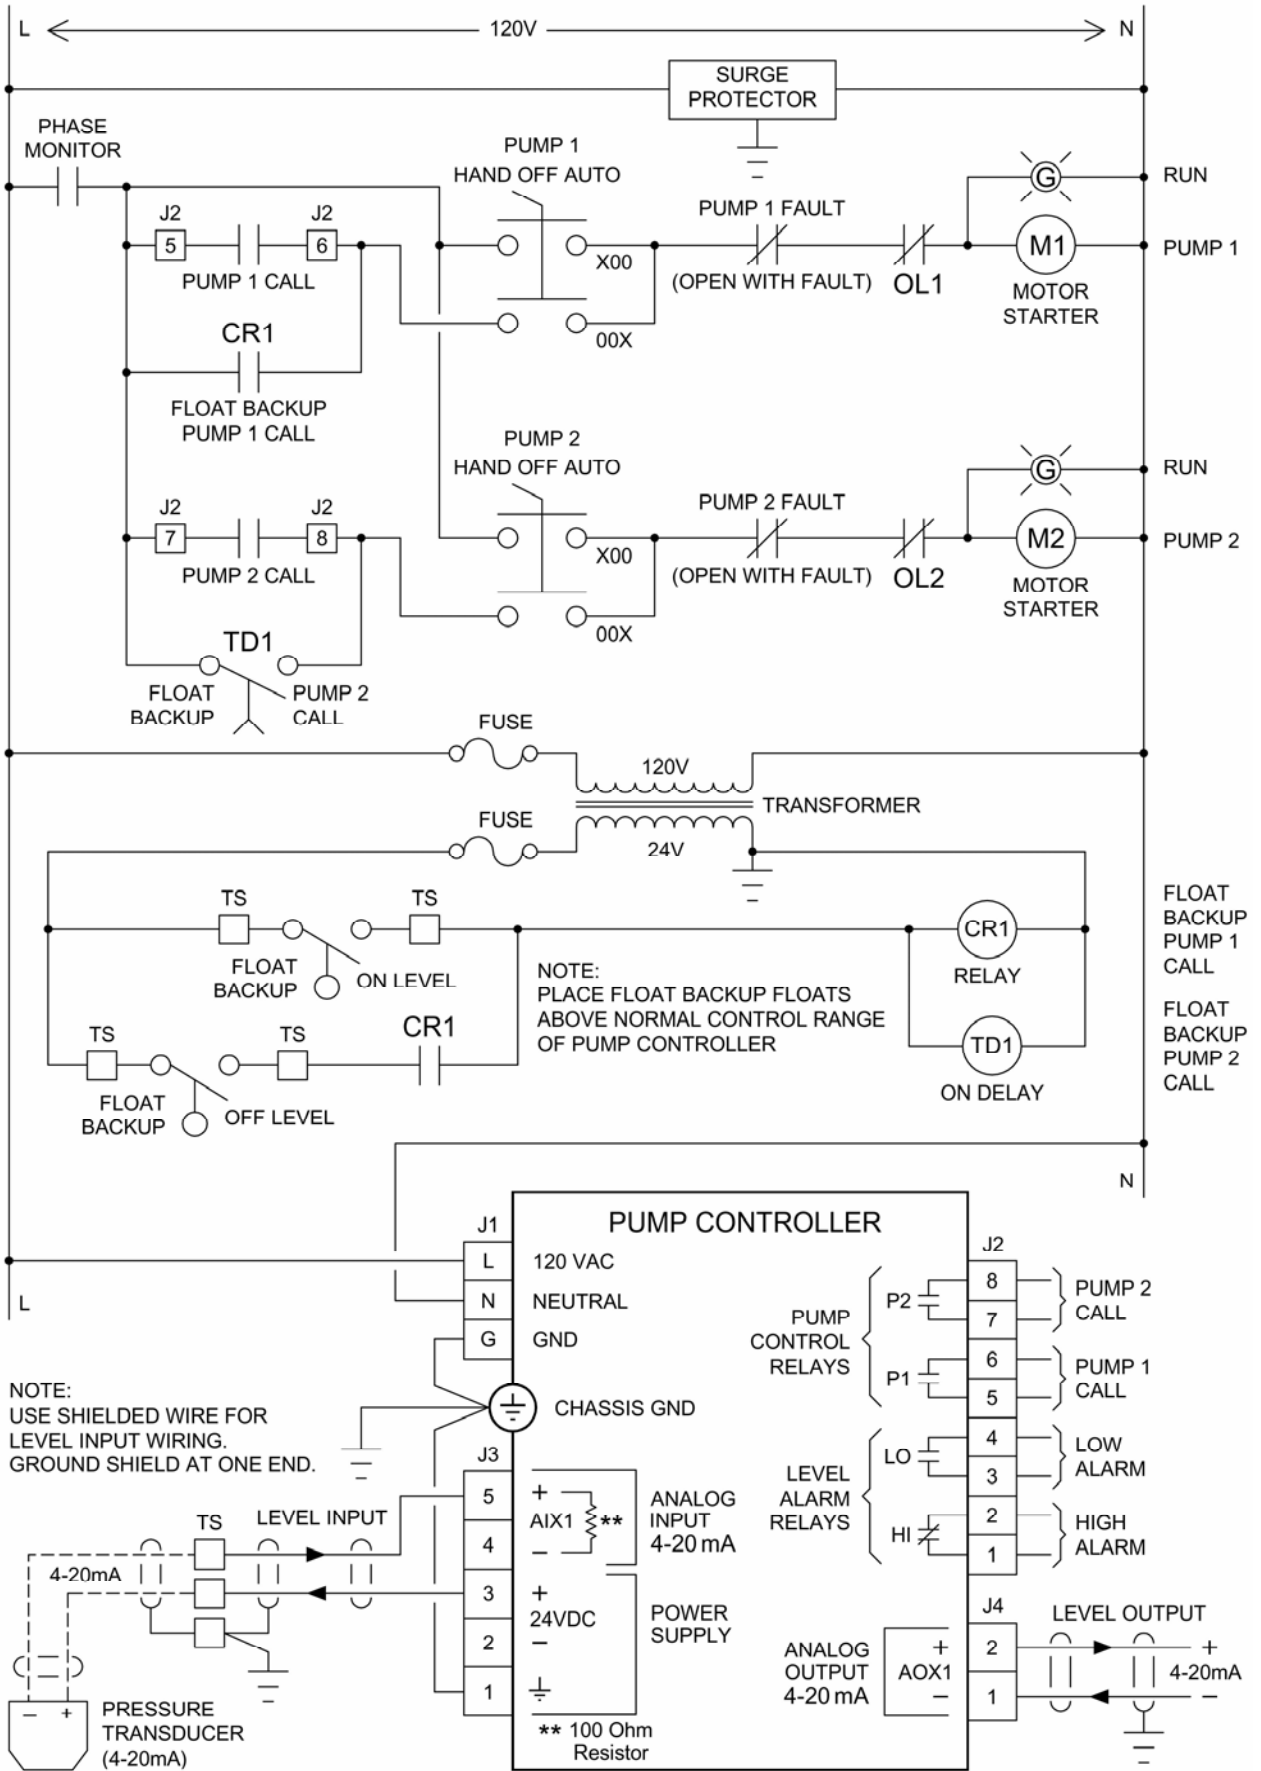 L
120V
N
SURGE
PROTECTOR
PHASE
MONITOR
PUMP 1
HAND OFF AUTO
G
RUN
J2
J2
5
6
PUMP 1 CALL
X00
PUMP 1 FAULT
(OPEN WITH FAULT)
OL1
M1
PUMP 1
MOTOR
STARTER
00X
CR1
FLOAT BACKUP
PUMP 1 CALL
PUMP 2
HAND OFF AUTO
G
RUN
J2
J2
7
8
PUMP 2 CALL
X00
PUMP 2 FAULT
(OPEN WITH FAULT)
OL2
M2
PUMP 2
MOTOR
STARTER
00X
TD1
FLOAT
BACKUP
PUMP 2
CALL
FUSE
120V
TRANSFORMER
FUSE
24V
TS
TS
FLOAT
BACKUP
ON LEVEL
CR1
RELAY
FLOAT
BACKUP
PUMP 1
CALL
NOTE:
PLACE FLOAT BACKUP FLOATS
ABOVE NORMAL CONTROL RANGE
OF PUMP CONTROLLER
TS
TS
CR1
FLOAT
BACKUP
OFF LEVEL
TD1
ON DELAY
FLOAT
BACKUP
PUMP 2
CALL
N
L
PUMP CONTROLLER
J1
L
120 VAC
N
NEUTRAL
G
GND
CHASSIS GND
PUMP
CONTROL
RELAYS
P2
P1
J2
8
7
6
5
4
3
2
1
PUMP 2
CALL
PUMP 1
CALL
LOW
ALARM
HIGH
ALARM
LEVEL
ALARM
RELAYS
LO
HI
NOTE:
USE SHIELDED WIRE FOR
LEVEL INPUT WIRING.
GROUND SHIELD AT ONE END.
J3
5
4
3
2
1
+
AIX1
**
−
ANALOG
INPUT
4-20 mA
+
24VDC
−
POWER
SUPPLY
** 100 Ohm
Resistor
TS
LEVEL INPUT
4-20mA
−
+
PRESSURE
TRANSDUCER
(4-20mA)
ANALOG
OUTPUT
4-20 mA
+
AOX1
−
J4
2
1
LEVEL OUTPUT
+
4-20mA
−